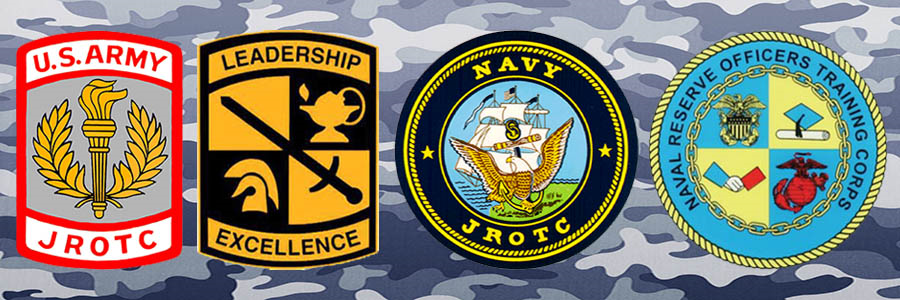 U.S. ARMY
JROTC
LEADERSHIP
EXCELLENCE
NAVY
JROTC
NAVAL RESERVE OFFICERS TRAINING CORPS